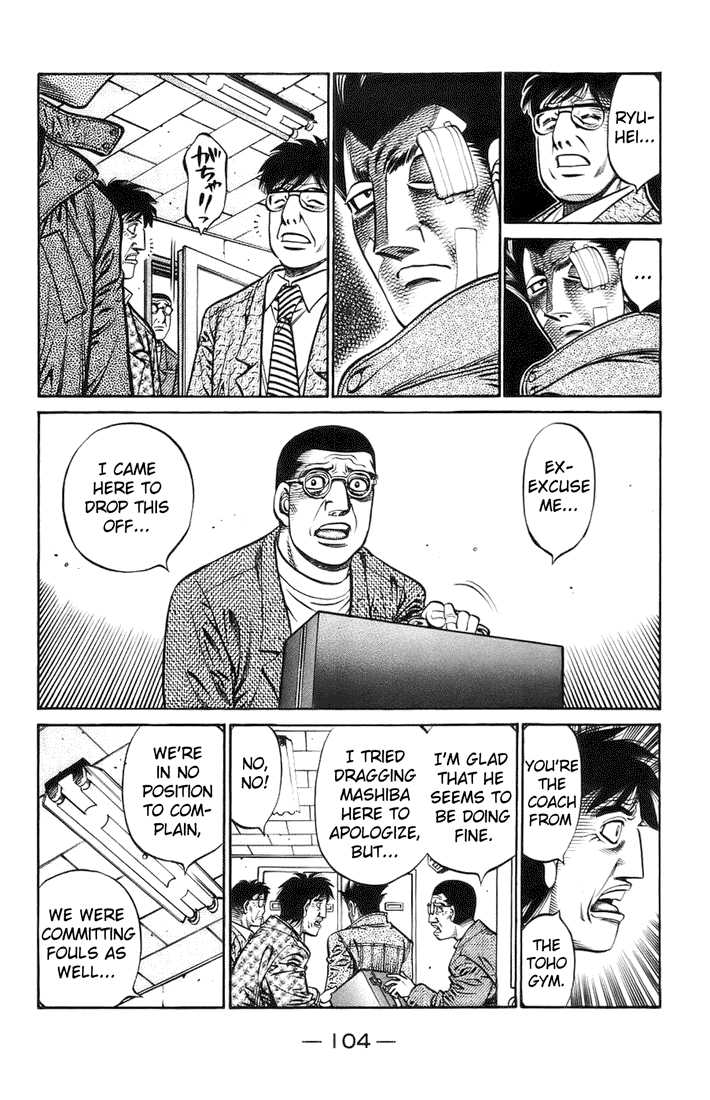 RYU-
HEI...
...
がちゃり!?
EX-
EXCUSE
ME...
I CAME
HERE TO
DROP THIS
OFF...
YOU'RE
THE
COACH
FROM
THE
TOHO
GYM.
I'M GLAD
THAT HE
SEEMS TO
BE DOING
FINE.
I TRIED
DRAGGING
MASHIBA
HERE TO
APOLOGIZE,
BUT...
NO,
NO!
WE'RE
IN NO
POSITION
TO COM-
PLAIN,
WE WERE
COMMITTING
FOULS AS
WELL...
— 104 —